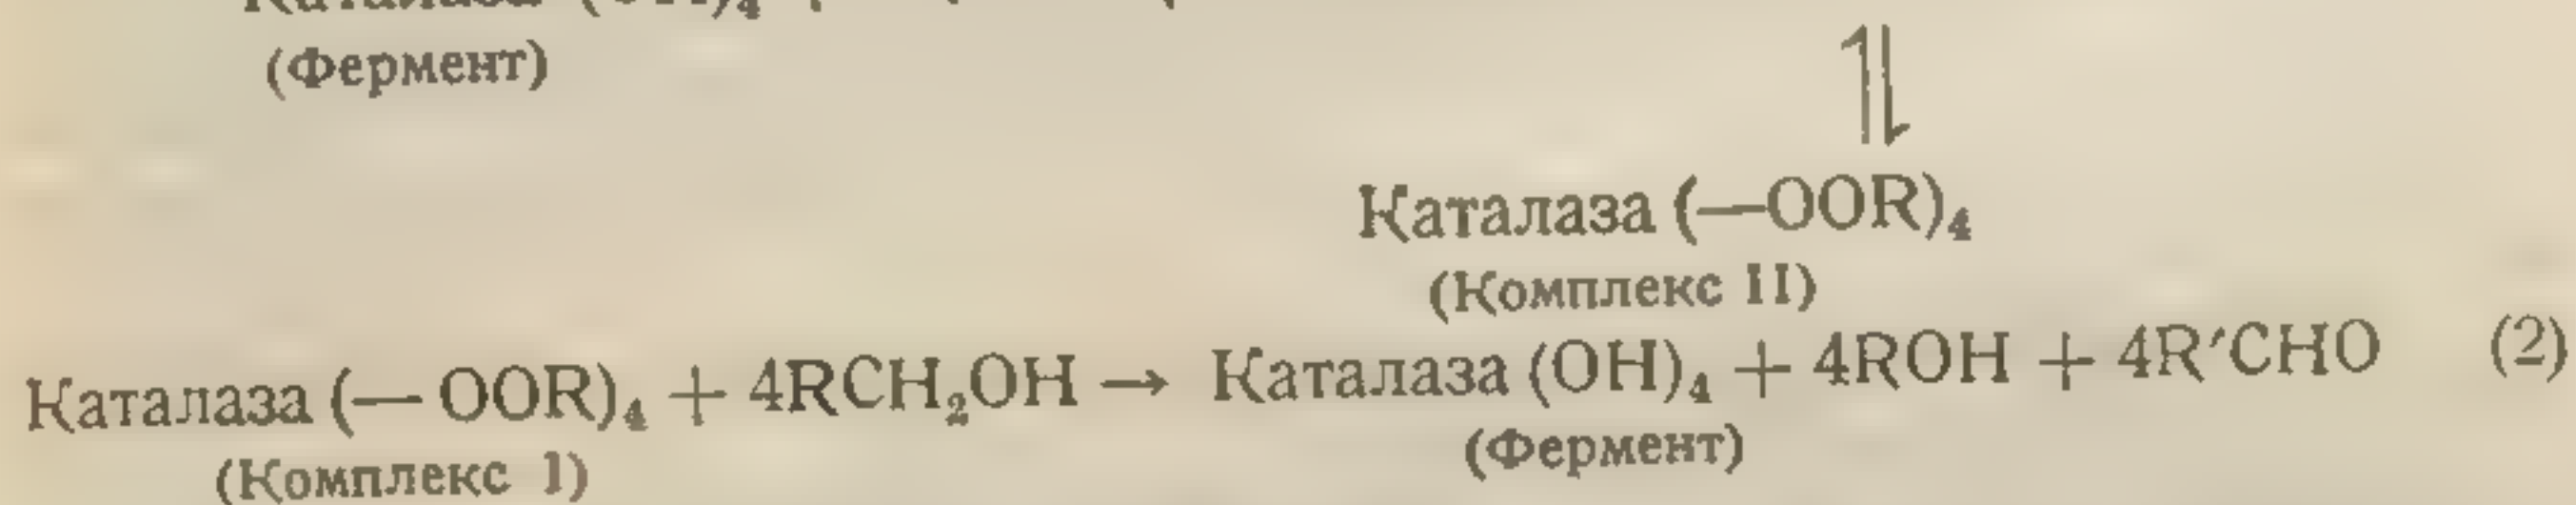 (Фермент)
⥮
Каталаза (—OOR)₄
(Комплекс II)
Каталаза (— OOR)₄ + 4RCH₂OH → Каталаза (OH)₄ + 4ROH + 4R′CHO (2)
(Комплекс I) (Фермент)